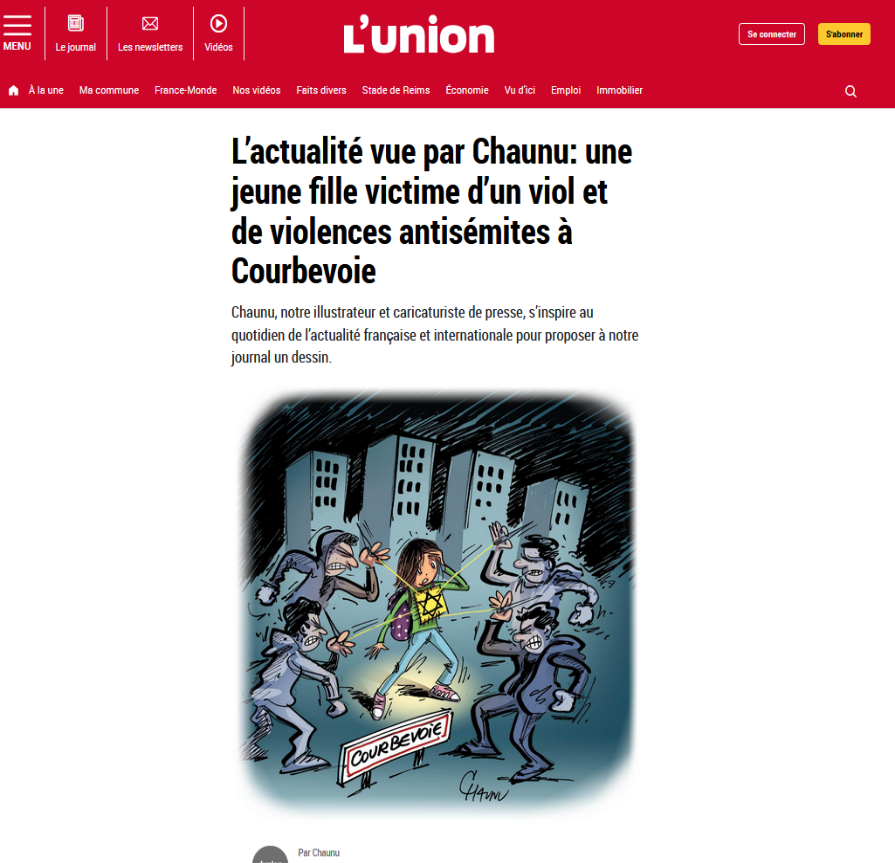 MENU
Le journal
Les newsletters
Vidéos
L'union
Se connecter
S'abonner
À la une
Ma commune
France-Monde
Nos vidéos
Faits divers
Stade de Reims
Économie
Vu d'ici
Emploi
Immobilier
L'actualité vue par Chaunu: une
jeune fille victime d'un viol et
de violences antisémites à
Courbevoie
Chaunu, notre illustrateur et caricaturiste de presse, s'inspire au
quotidien de l'actualité française et internationale pour proposer à notre
journal un dessin.
COURBEVOIE
CHAUNU
Par Chaunu